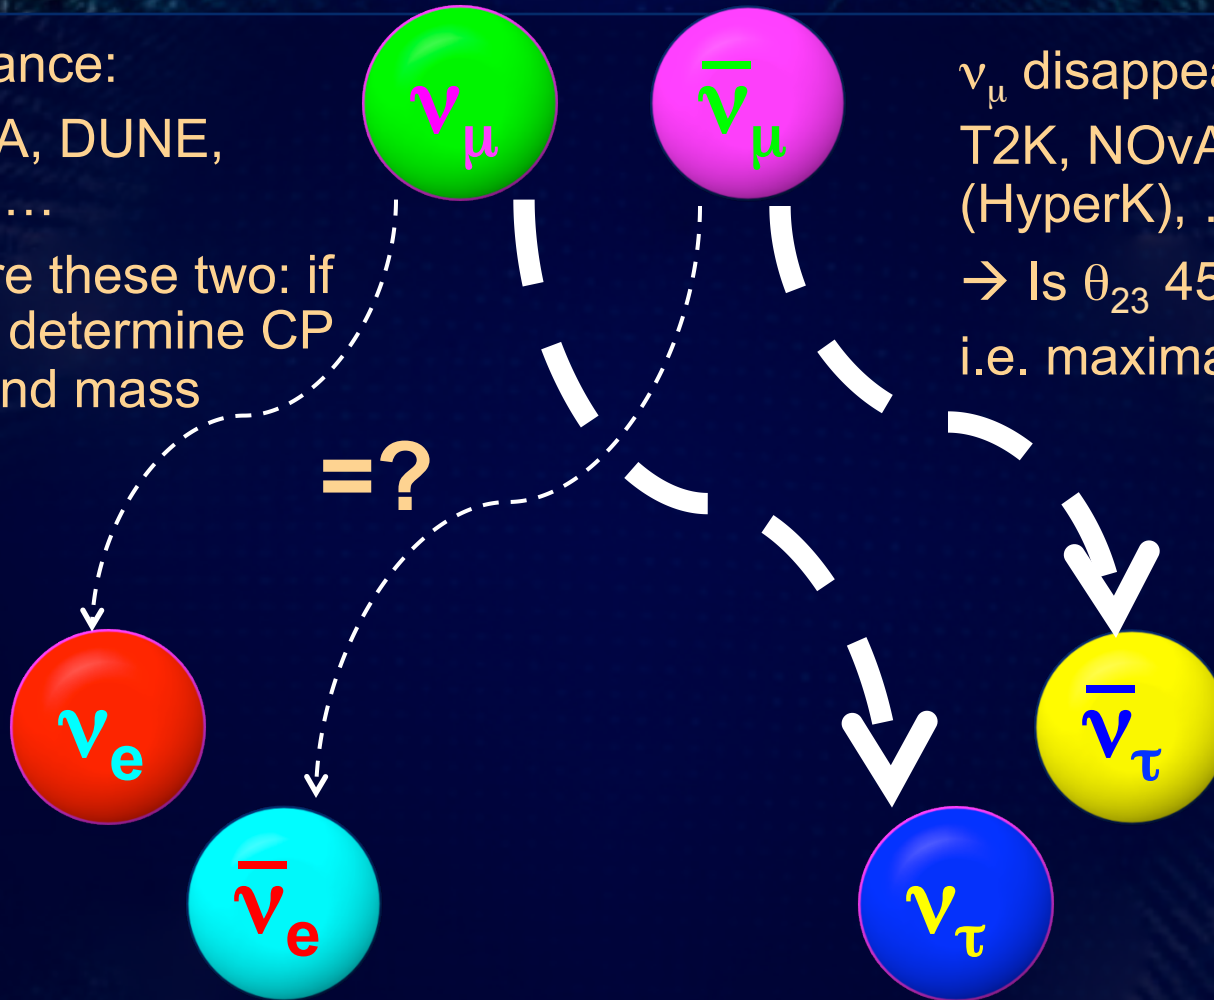 ance:
A, DUNE,
...
re these two: if
determine CP
nd mass
ν_μ
ν̅_μ
ν_μ disappea
T2K, NOvA
(HyperK), .
→ Is θ_23 45
i.e. maxima
=?
ν_e
ν̅_e
ν_τ
ν̅_τ